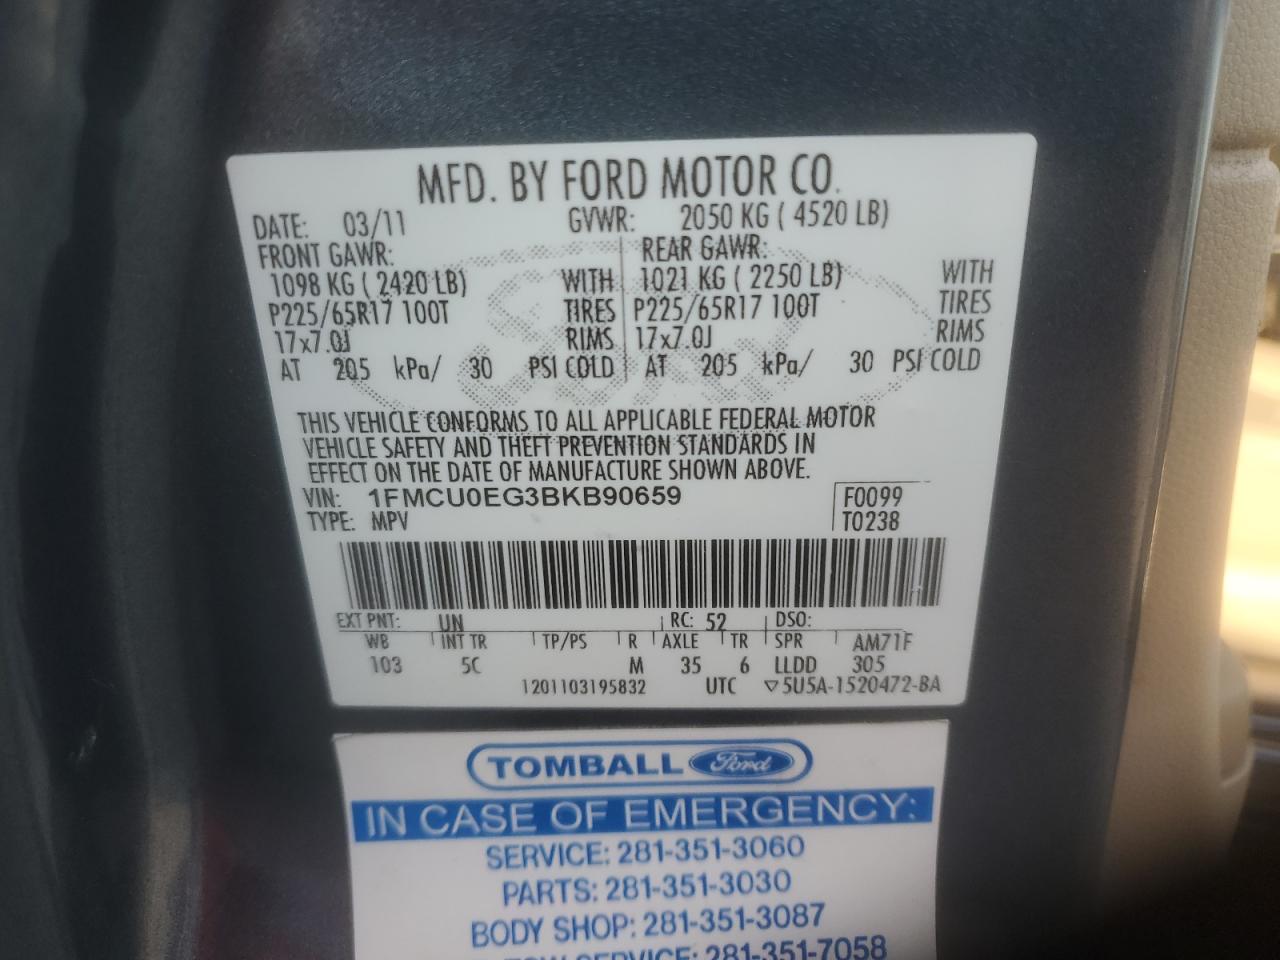 MFD. BY FORD MOTOR CO.
DATE: 03/11 GVWR: 2050 KG ( 4520 LB)
FRONT GAWR: REAR GAWR:
1098 KG ( 2420 LB) WITH 1021 KG ( 2250 LB) WITH
P225/65R17 100T TIRES P225/65R17 100T TIRES
17x7.0J RIMS 17x7.0J RIMS
AT 205 kPa/ 30 PSI COLD AT 205 kPa/ 30 PSI COLD
Ford
THIS VEHICLE CONFORMS TO ALL APPLICABLE FEDERAL MOTOR
VEHICLE SAFETY AND THEFT PREVENTION STANDARDS IN
EFFECT ON THE DATE OF MANUFACTURE SHOWN ABOVE.
VIN: 1FMCU0EG3BKB90659 F0099
TYPE: MPV T0238
EXT PNT: UN RC: 52 DSO:
WB INT TR TP/PS R AXLE TR SPR AM71F
103 5C M 35 6 LLDD 305
1201103195832 UTC ▽5U5A-1520472-BA
TOMBALL Ford
IN CASE OF EMERGENCY:
SERVICE: 281-351-3060
PARTS: 281-351-3030
BODY SHOP: 281-351-3087
TOW SERVICE: 281-351-7058